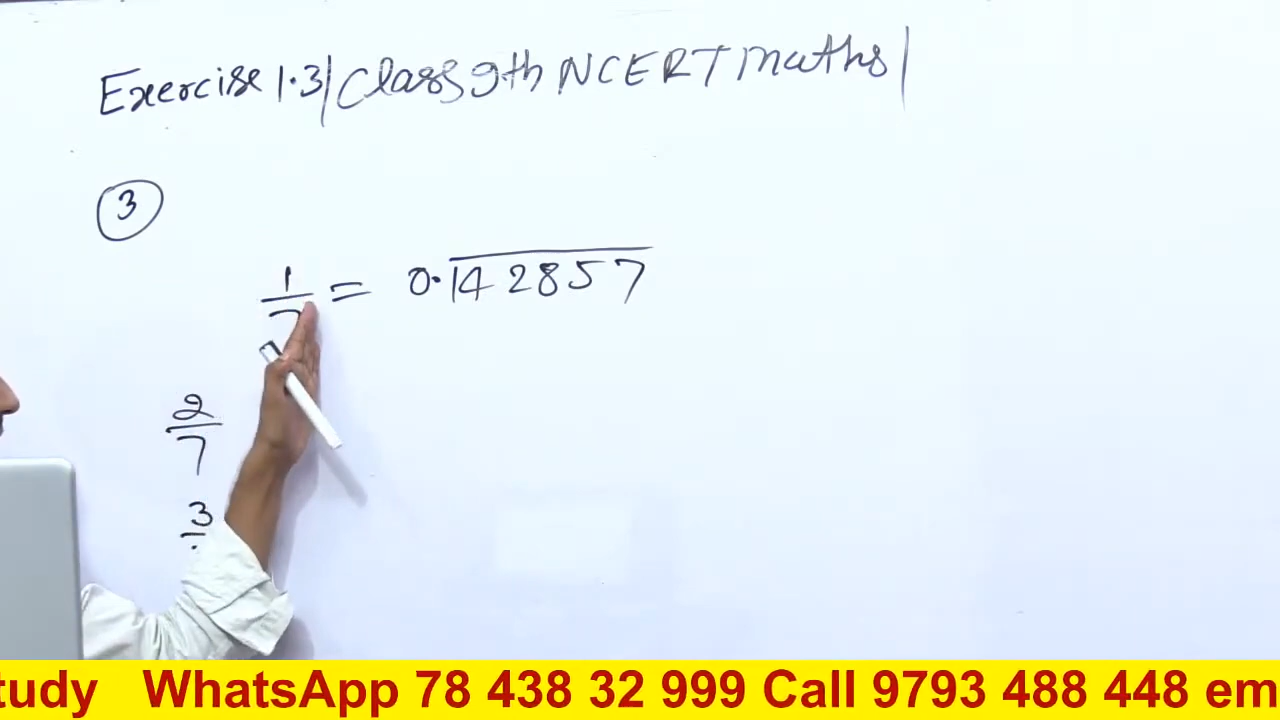 Exercise 1.3| Class 9th NCERT maths|
3
1/7 = 0.142857
2
7
3
tudy WhatsApp 78 438 32 999 Call 9793 488 448 em